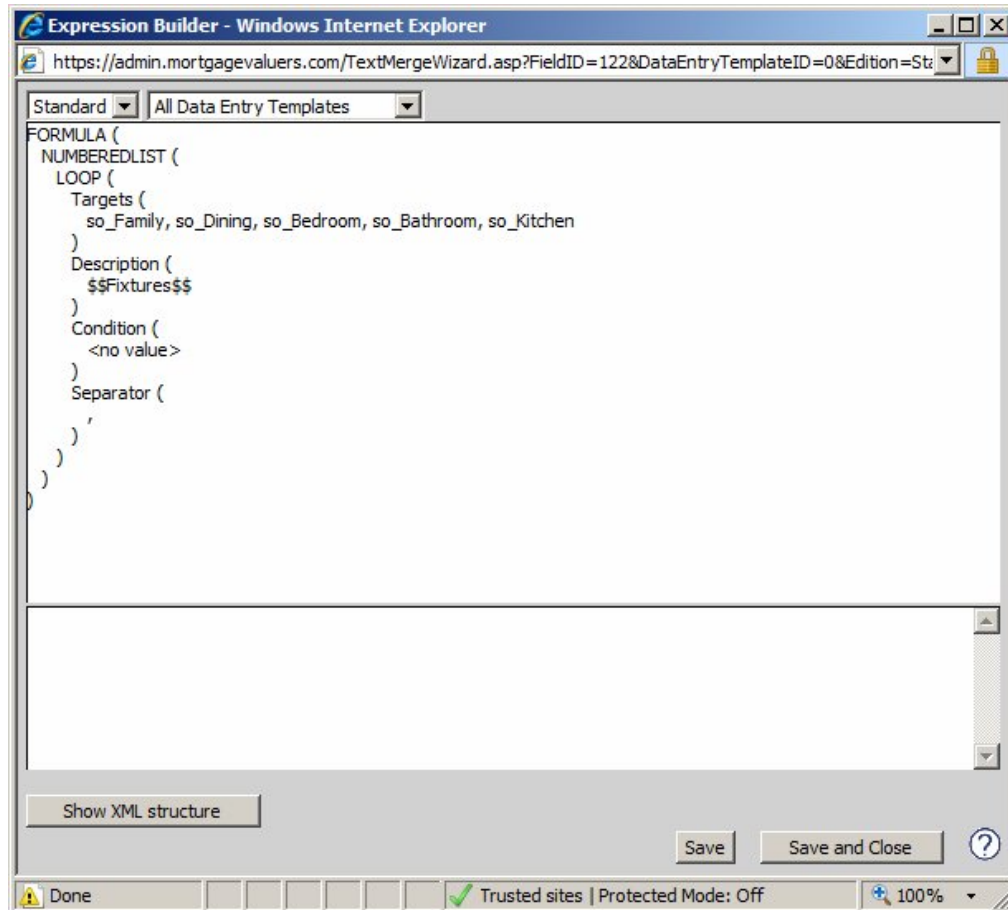 Expression Builder - Windows Internet Explorer
https://admin.mortgagevaluers.com/TextMergeWizard.asp?FieldID=122&DataEntryTemplateID=0&Edition=Sta
Standard All Data Entry Templates
FORMULA (
NUMBEREDLIST (
LOOP (
Targets (
so_Family, so_Dining, so_Bedroom, so_Bathroom, so_Kitchen
)
Description (
$$Fixtures$$
)
Condition (
<no value>
)
Separator (
,
)
)
)
)
Show XML structure
Save Save and Close ?
Done Trusted sites | Protected Mode: Off 100%